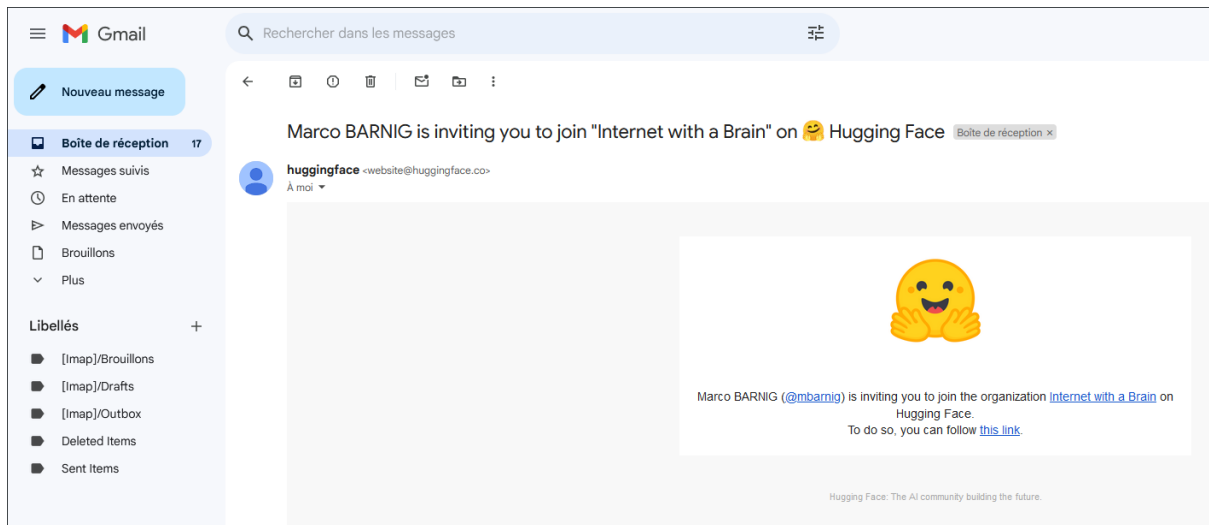 Gmail
Rechercher dans les messages
Nouveau message
Boîte de réception 17
Messages suivis
En attente
Messages envoyés
Brouillons
Plus
Libellés
[Imap]/Brouillons
[Imap]/Drafts
[Imap]/Outbox
Deleted Items
Sent Items
Marco BARNIG is inviting you to join "Internet with a Brain" on 🤗 Hugging Face Boîte de réception ×
huggingface <website@huggingface.co>
À moi
Marco BARNIG (@mbarnig) is inviting you to join the organization Internet with a Brain on
Hugging Face.
To do so, you can follow this link.
Hugging Face: The AI community building the future.